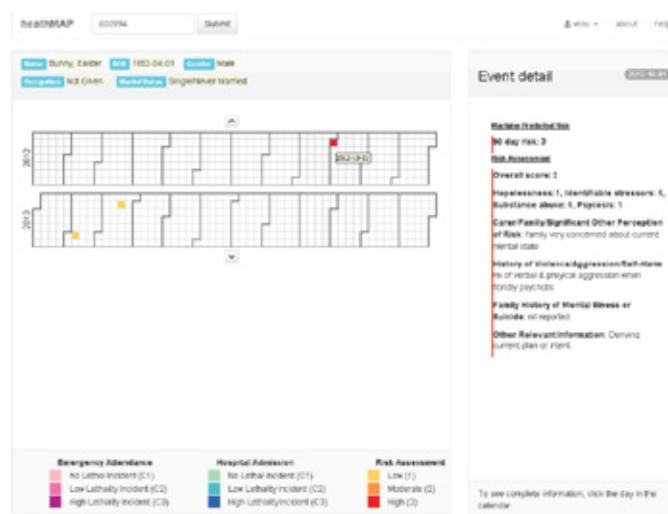 healthMAP 600994 Submit
about help
Name Bunny, Easter DOB 1982-04-01 Gender Male
Occupation Not Given Marital Status Single/Never Married
Event detail
Machine Predicted Risk
90 day risk: 3
Risk Assessment
Overall score: 3
Hopelessness: 1, Identifiable stressors: 1,
Substance abuse: 1, Psycosis: 1
Carer/Family/Significant Other Perception
of Risk: family very concerned about current
mental state
History of Violence/Aggression/Self-Harm
Hx of verbal & physical aggression when
floridly psychotic
Family History of Mental Illness or
Suicide: nil reported
Other Relevant Information: Denying
current plan or intent.
2012
2013
Emergency Attendance
No Lethal Incident (C1)
Low Lethality Incident (C2)
High Lethality Incident (C3)
Hospital Admission
No Lethal Incident (C1)
Low Lethality Incident (C2)
High Lethality Incident (C3)
Risk Assessment
Low (1)
Moderate (2)
High (3)
To see complete information, click the day in the
calendar.